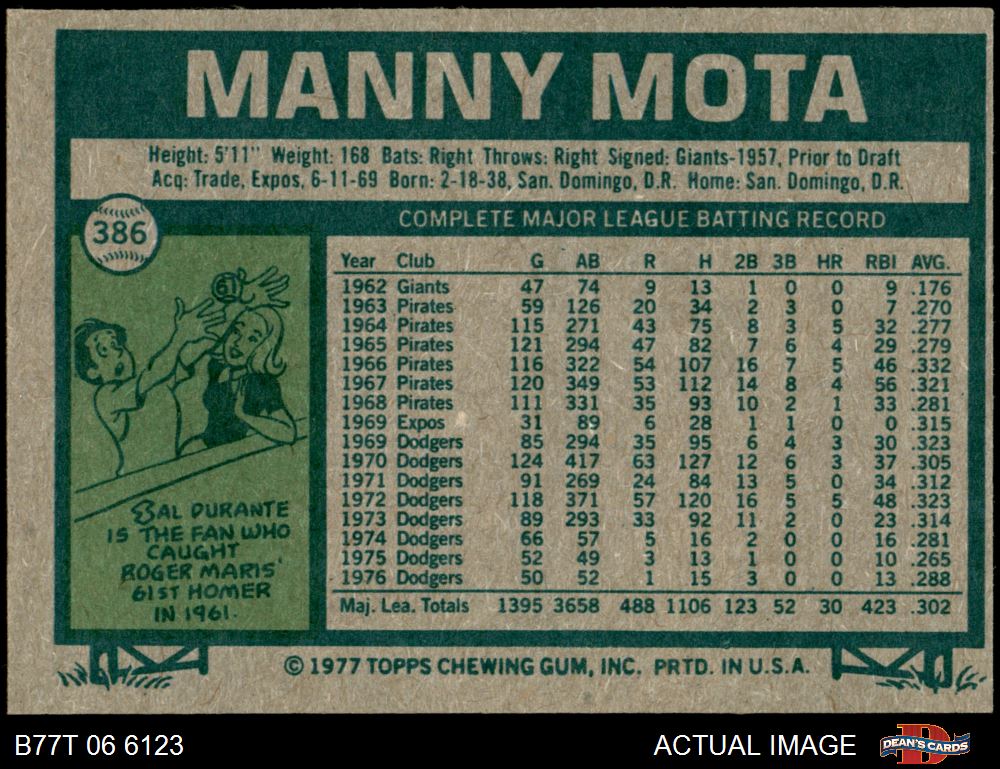 MANNY MOTA
Height: 5'11" Weight: 168 Bats: Right Throws: Right Signed: Giants-1957, Prior to Draft
Acq: Trade, Expos, 6-11-69 Born: 2-18-38, San. Domingo, D.R. Home: San. Domingo, D.R.
386
COMPLETE MAJOR LEAGUE BATTING RECORD
Year Club G AB R H 2B 3B HR RBI AVG.
1962 Giants 47 74 9 13 1 0 0 9 .176
1963 Pirates 59 126 20 34 2 3 0 7 .270
1964 Pirates 115 271 43 75 8 3 5 32 .277
1965 Pirates 121 294 47 82 7 6 4 29 .279
1966 Pirates 116 322 54 107 16 7 5 46 .332
1967 Pirates 120 349 53 112 14 8 4 56 .321
1968 Pirates 111 331 35 93 10 2 1 33 .281
1969 Expos 31 89 6 28 1 1 0 0 .315
1969 Dodgers 85 294 35 95 6 4 3 30 .323
1970 Dodgers 124 417 63 127 12 6 3 37 .305
1971 Dodgers 91 269 24 84 13 5 0 34 .312
1972 Dodgers 118 371 57 120 16 5 5 48 .323
1973 Dodgers 89 293 33 92 11 2 0 23 .314
1974 Dodgers 66 57 5 16 2 0 0 16 .281
1975 Dodgers 52 49 3 13 1 0 0 10 .265
1976 Dodgers 50 52 1 15 3 0 0 13 .288
Maj. Lea. Totals 1395 3658 488 1106 123 52 30 423 .302
61
SAL DURANTE
IS THE FAN WHO
CAUGHT
ROGER MARIS'
61ST HOMER
IN 1961.
© 1977 TOPPS CHEWING GUM, INC. PRTD. IN U.S.A.
B77T 06 6123
ACTUAL IMAGE
DEAN'S CARDS